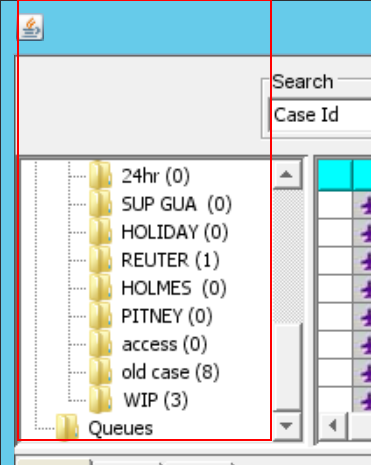 Search
Case Id
24hr (0)
SUP GUA (0)
HOLIDAY (0)
REUTER (1)
HOLMES (0)
PITNEY (0)
access (0)
old case (8)
WIP (3)
Queues